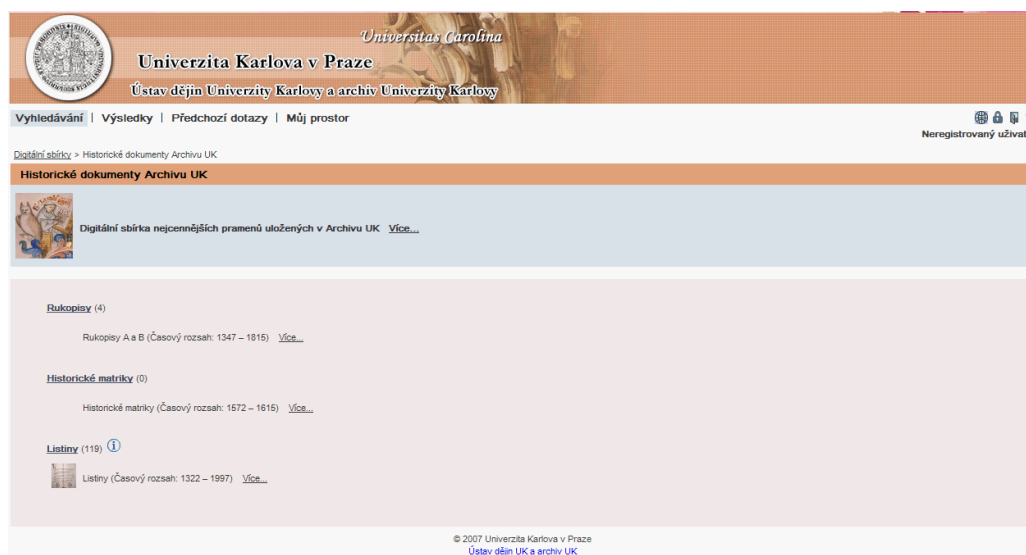 Universitas Carolina
Univerzita Karlova v Praze
Ústav dějin Univerzity Karlovy a archiv Univerzity Karlovy
Vyhledávání | Výsledky | Předchozí dotazy | Můj prostor
Neregistrovaný uživat
Digitální sbírky > Historické dokumenty Archivu UK
Historické dokumenty Archivu UK
Digitální sbírka nejcennějších pramenů uložených v Archivu UK Více...
Rukopisy (4)
Rukopisy A a B (Časový rozsah: 1347 – 1815) Více...
Historické matriky (0)
Historické matriky (Časový rozsah: 1572 – 1615) Více...
Listiny (119)
Listiny (Časový rozsah: 1322 – 1997) Více...
© 2007 Univerzita Karlova v Praze
Ústav dějin UK a archiv UK